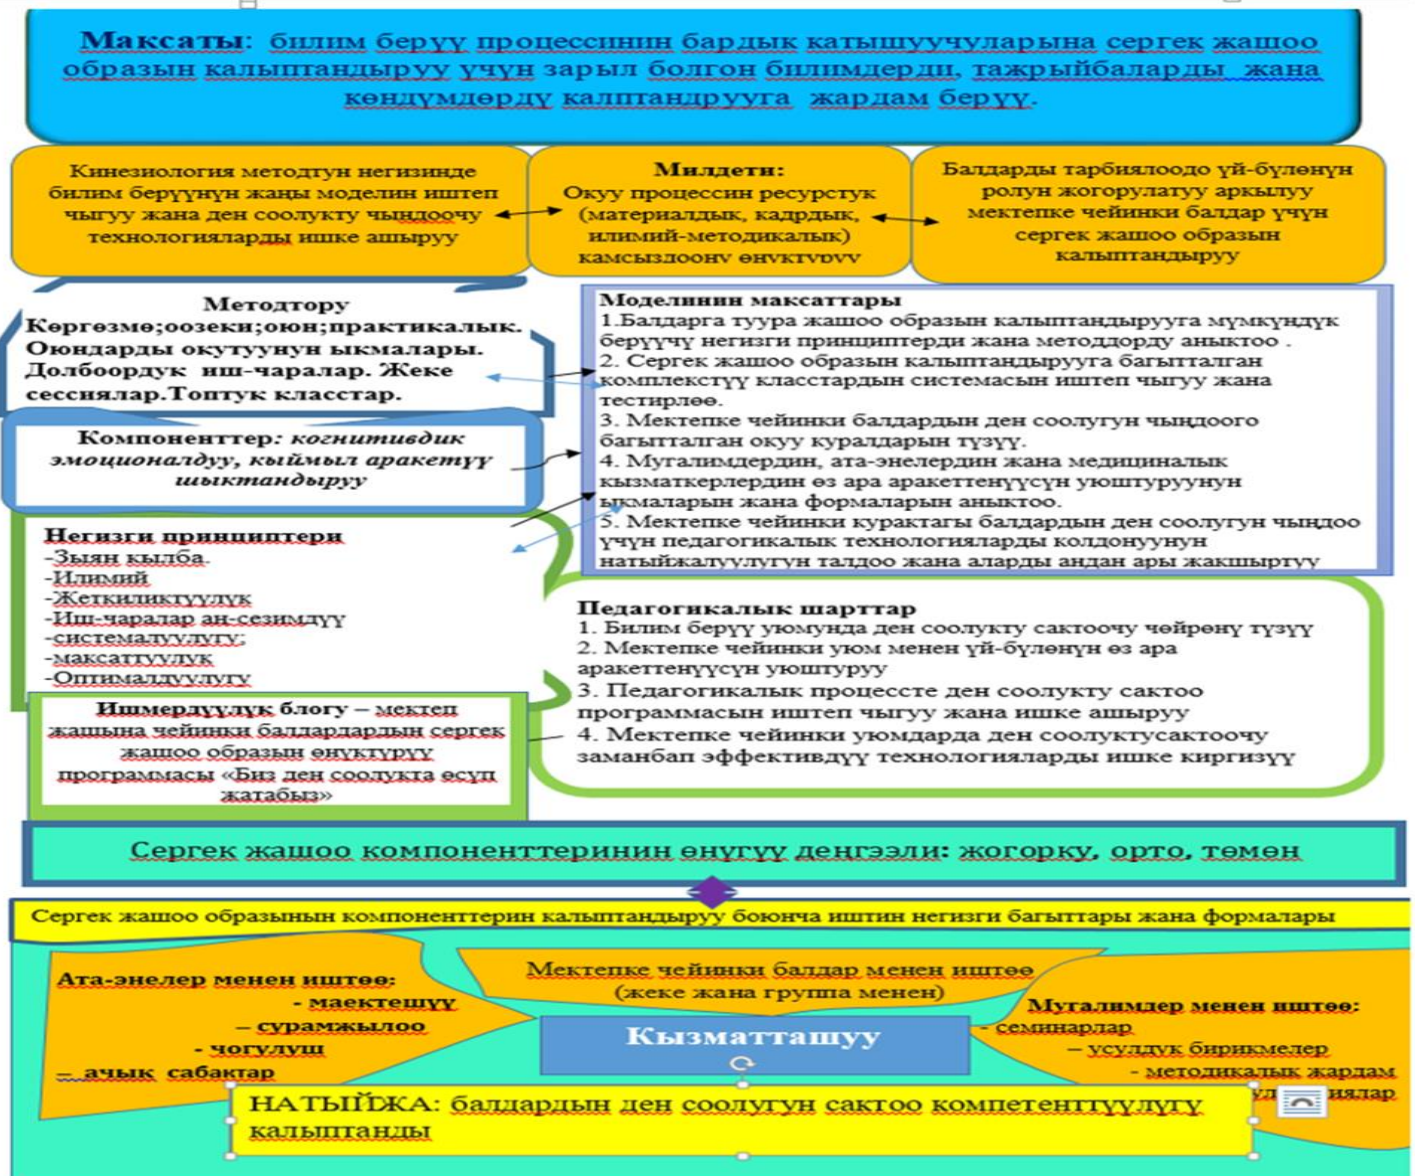 Максаты: билим берүү процессинин бардык катышуучуларына сергек жашоо
образын калыптандыруу үчүн зарыл болгон билимдерди, тажрыйбаларды жана
көндүмдөрдү калптандрууга жардам берүү.
Кинезиология методтун негизинде
билим берүүнүн жаңы моделин иштеп
чыгуу жана ден соолукту чыңдоочу
технологияларды ишке ашыруу
Милдети:
Окуу процессин ресурстук
(материалдык, кадрдык,
илимий-методикалык)
камсыздоону өнүктүрүү
Балдарды тарбиялоодо үй-бүлөнүн
ролун жогорулатуу аркылуу
мектепке чейинки балдар үчүн
сергек жашоо образын
калыптандыруу
Методтору
Көргөзмө;оозеки;оюн;практикалык.
Оюндарды окутуунун ыкмалары.
Долбоордук иш-чаралар. Жеке
сессиялар.Топтук класстар.
Компоненттер: когнитивдик
эмоционалдуу, кыймыл аракетүү
шыктандыруу
Негизги принциптери
-Зыян кылба.
-Илимий
-Жеткиликтүүлүк
-Иш-чаралар ан-сезимдүү
-системалуулугу;
-максаттуулук
-Оптималдуулугу
Ишмердүүлүк блогу – мектеп
жашына чейинки балдардардын сергек
жашоо образын өнүктүрүү
программасы «Биз ден соолукта өсүп
жатабыз»
Моделинин максаттары
1.Балдарга туура жашоо образын калыптандырууга мүмкүндүк
берүүчү негизги принциптерди жана методдорду аныктоо .
2. Сергек жашоо образын калыптандырууга багытталган
комплекстүү класстардын системасын иштеп чыгуу жана
тестирлөө.
3. Мектепке чейинки балдардын ден соолугун чыңдоого
багытталган окуу куралдарын түзүү.
4. Мугалимдердин, ата-энелердин жана медициналык
кызматкерлердин өз ара аракеттенүүсүн уюштуруунун
ыкмаларын жана формаларын аныктоо.
5. Мектепке чейинки курактагы балдардын ден соолугун чыңдоо
үчүн педагогикалык технологияларды колдонуунун
натыйжалуулугун талдоо жана аларды андан ары жакшыртуу
Педагогикалык шарттар
1. Билим берүү уюмунда ден соолукту сактоочу чөйрөнү түзүү
2. Мектепке чейинки уюм менен үй-бүлөнүн өз ара
аракеттенүүсүн уюштуруу
3. Педагогикалык процессте ден соолукту сактоо
программасын иштеп чыгуу жана ишке ашыруу
4. Мектепке чейинки уюмдарда ден соолуктусактоочу
заманбап эффективдүү технологияларды ишке киргизүү
Сергек жашоо компоненттеринин өнүгүү деңгээли: жогорку, орто, төмөн
Сергек жашоо образынын компоненттерин калыптандыруу боюнча иштин негизги багыттары жана формалары
Ата-энелер менен иштөө:
- маектешүү
– сурамжылоо
- чогулуш
– ачык сабактар
Мектепке чейинки балдар менен иштөө
(жеке жана группа менен)
Кызматташуу
Мугалимдер менен иштөө:
- семинарлар
– усулдук бирикмелер
- методикалык жардам
НАТЫЙЖА: балдардын ден соолугун сактоо компетенттүүлүгү
калыптанды